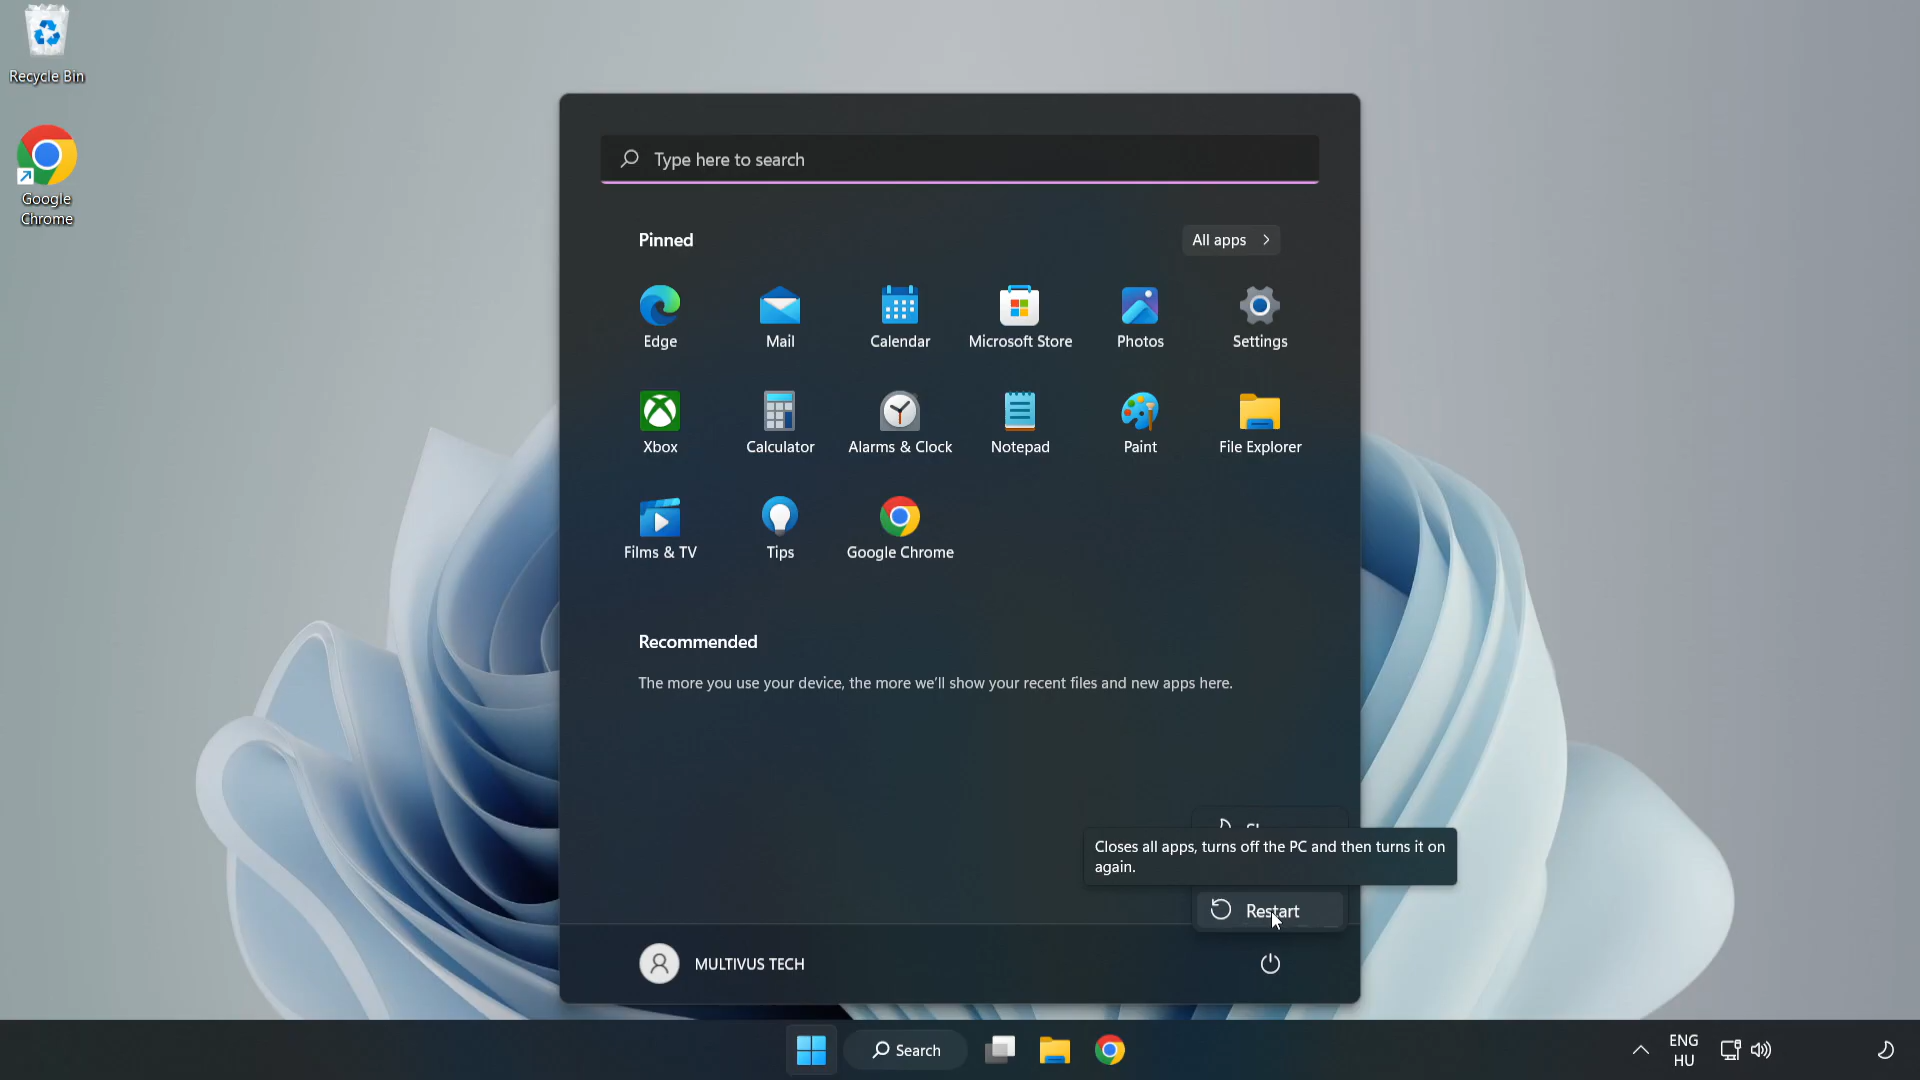 Recycle Bin
Google
Chrome
Type here to search
Pinned
All apps
Edge
Mail
Calendar
Microsoft Store
Photos
Settings
Xbox
Calculator
Alarms & Clock
Notepad
Paint
File Explorer
Films & TV
Tips
Google Chrome
Recommended
The more you use your device, the more we'll show your recent files and new apps here.
Closes all apps, turns off the PC and then turns it on
again.
Restart
MULTIVUS TECH
Search
ENG
HU